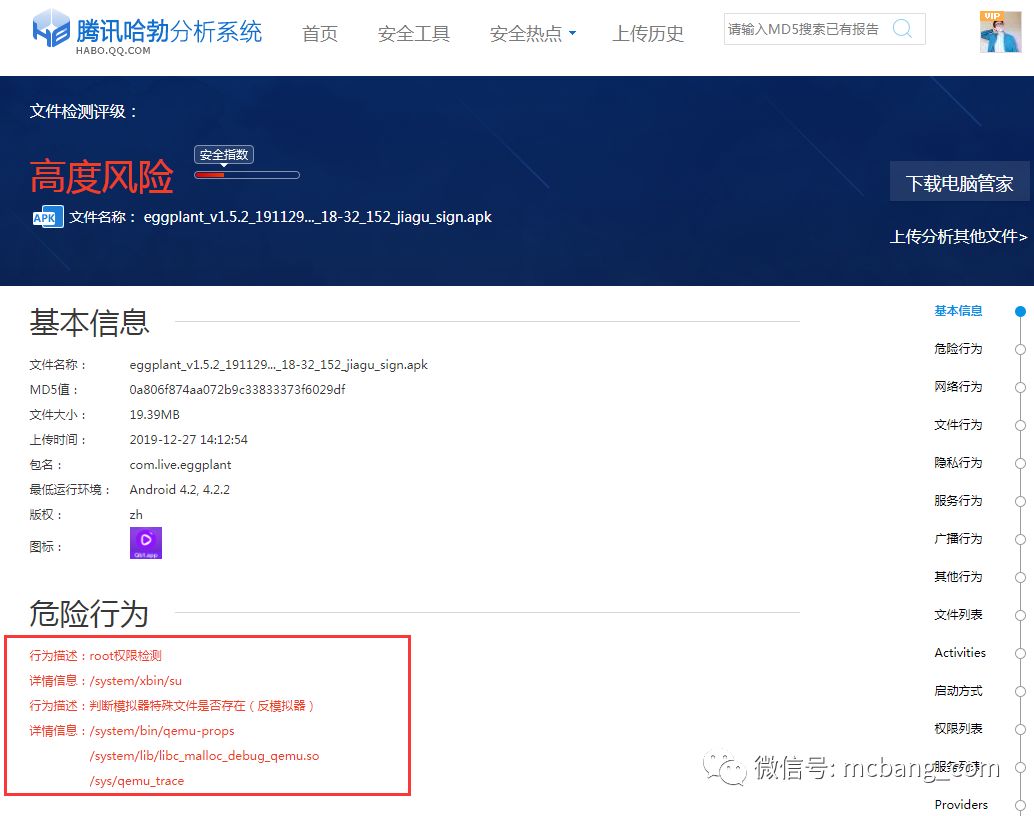 腾讯哈勃分析系统
HABO.QQ.COM
首页 安全工具 安全热点 上传历史
请输入MD5搜索已有报告
VIP
文件检测评级：
高度风险
安全指数
下载电脑管家
APK 文件名称： eggplant_v1.5.2_191129..._18-32_152_jiagu_sign.apk
上传分析其他文件>
基本信息
文件名称： eggplant_v1.5.2_191129..._18-32_152_jiagu_sign.apk
MD5值： 0a806f874aa072b9c33833373f6029df
文件大小： 19.39MB
上传时间： 2019-12-27 14:12:54
包名： com.live.eggplant
最低运行环境： Android 4.2, 4.2.2
版权： zh
图标：
危险行为
行为描述：root权限检测
详情信息：/system/xbin/su
行为描述：判断模拟器特殊文件是否存在（反模拟器）
详情信息：/system/bin/qemu-props
/system/lib/libc_malloc_debug_qemu.so
/sys/qemu_trace
基本信息
危险行为
网络行为
文件行为
隐私行为
服务行为
广播行为
其他行为
文件列表
Activities
启动方式
权限列表
服务列表
Providers
微信号: mcbang_com